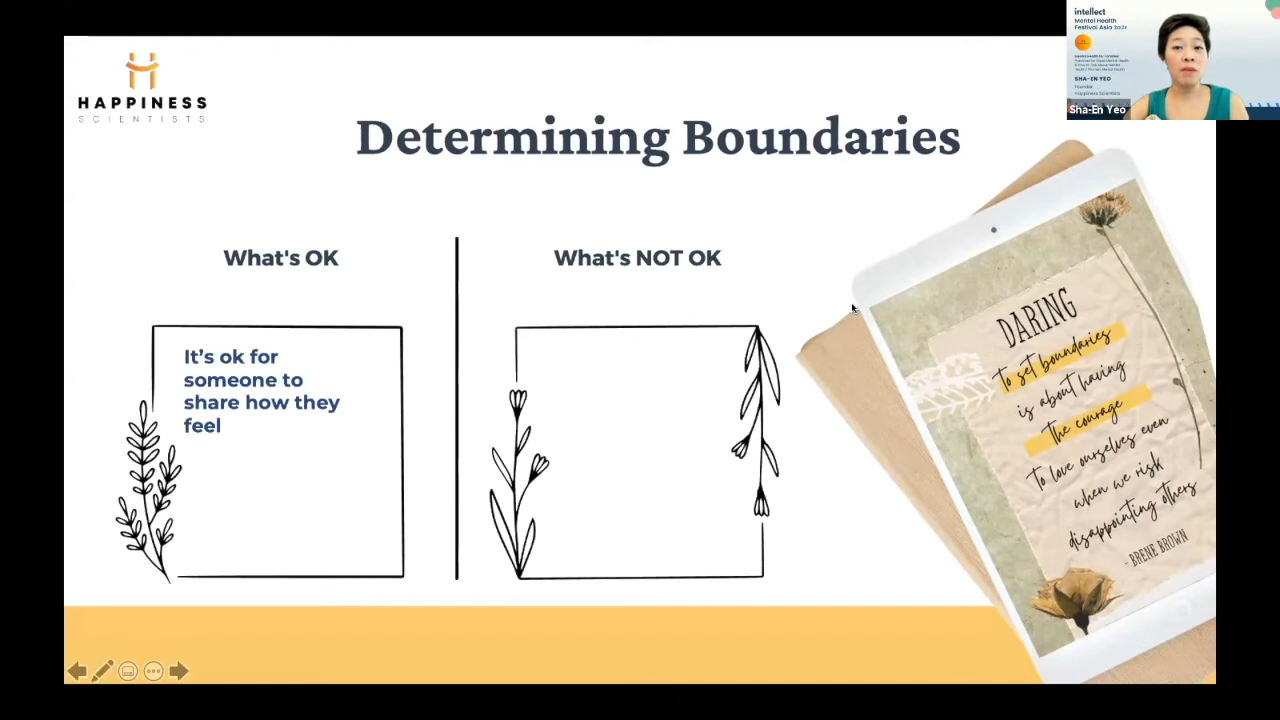 HAPPINESS
SCIENTISTS
Determining Boundaries
What's OK
What's NOT OK
It's ok for
someone to
share how they
feel
DARING
to set boundaries
is about having
the courage
to love ourselves even
when we risk
disappointing others
- BRENE BROWN
intellect
Mental Health
Festival Asia 2021
SHA-EN YEO
Founder
Happiness Scientists
Sha-En Yeo